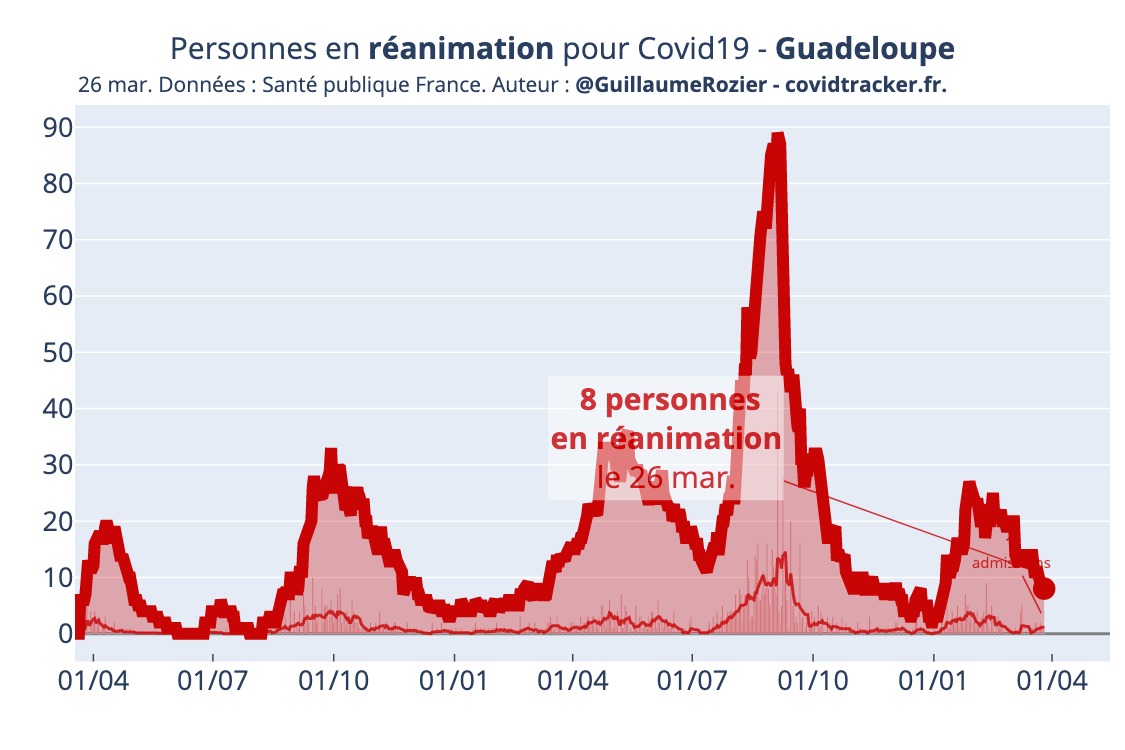 Personnes en réanimation pour Covid19 - Guadeloupe
26 mar. Données : Santé publique France. Auteur : @GuillaumeRozier - covidtracker.fr.
90
80
70
60
50
40
30
20
10
0
8 personnes
en réanimation
le 26 mar.
admissions
01/04 01/07 01/10 01/01 01/04 01/07 01/10 01/01 01/04